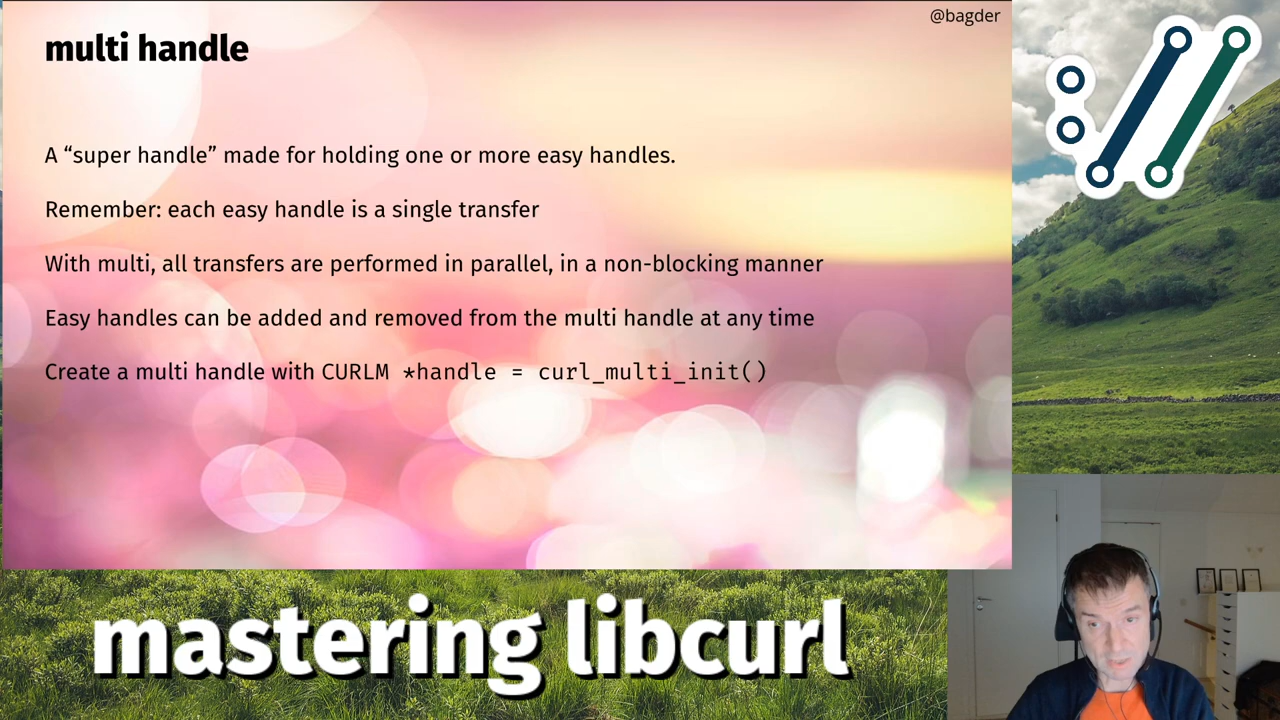 @bagder
multi handle
A “super handle” made for holding one or more easy handles.
Remember: each easy handle is a single transfer
With multi, all transfers are performed in parallel, in a non-blocking manner
Easy handles can be added and removed from the multi handle at any time
Create a multi handle with CURLM *handle = curl_multi_init()
mastering libcurl